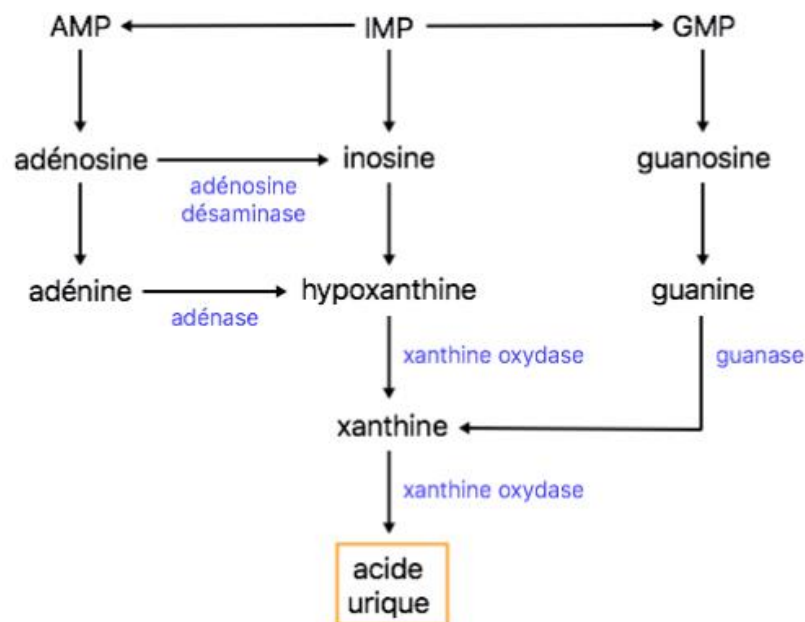 AMP IMP GMP
adénosine inosine guanosine
adénosine
désaminase
adénine hypoxanthine guanine
adénase
xanthine oxydase guanase
xanthine
xanthine oxydase
acide
urique